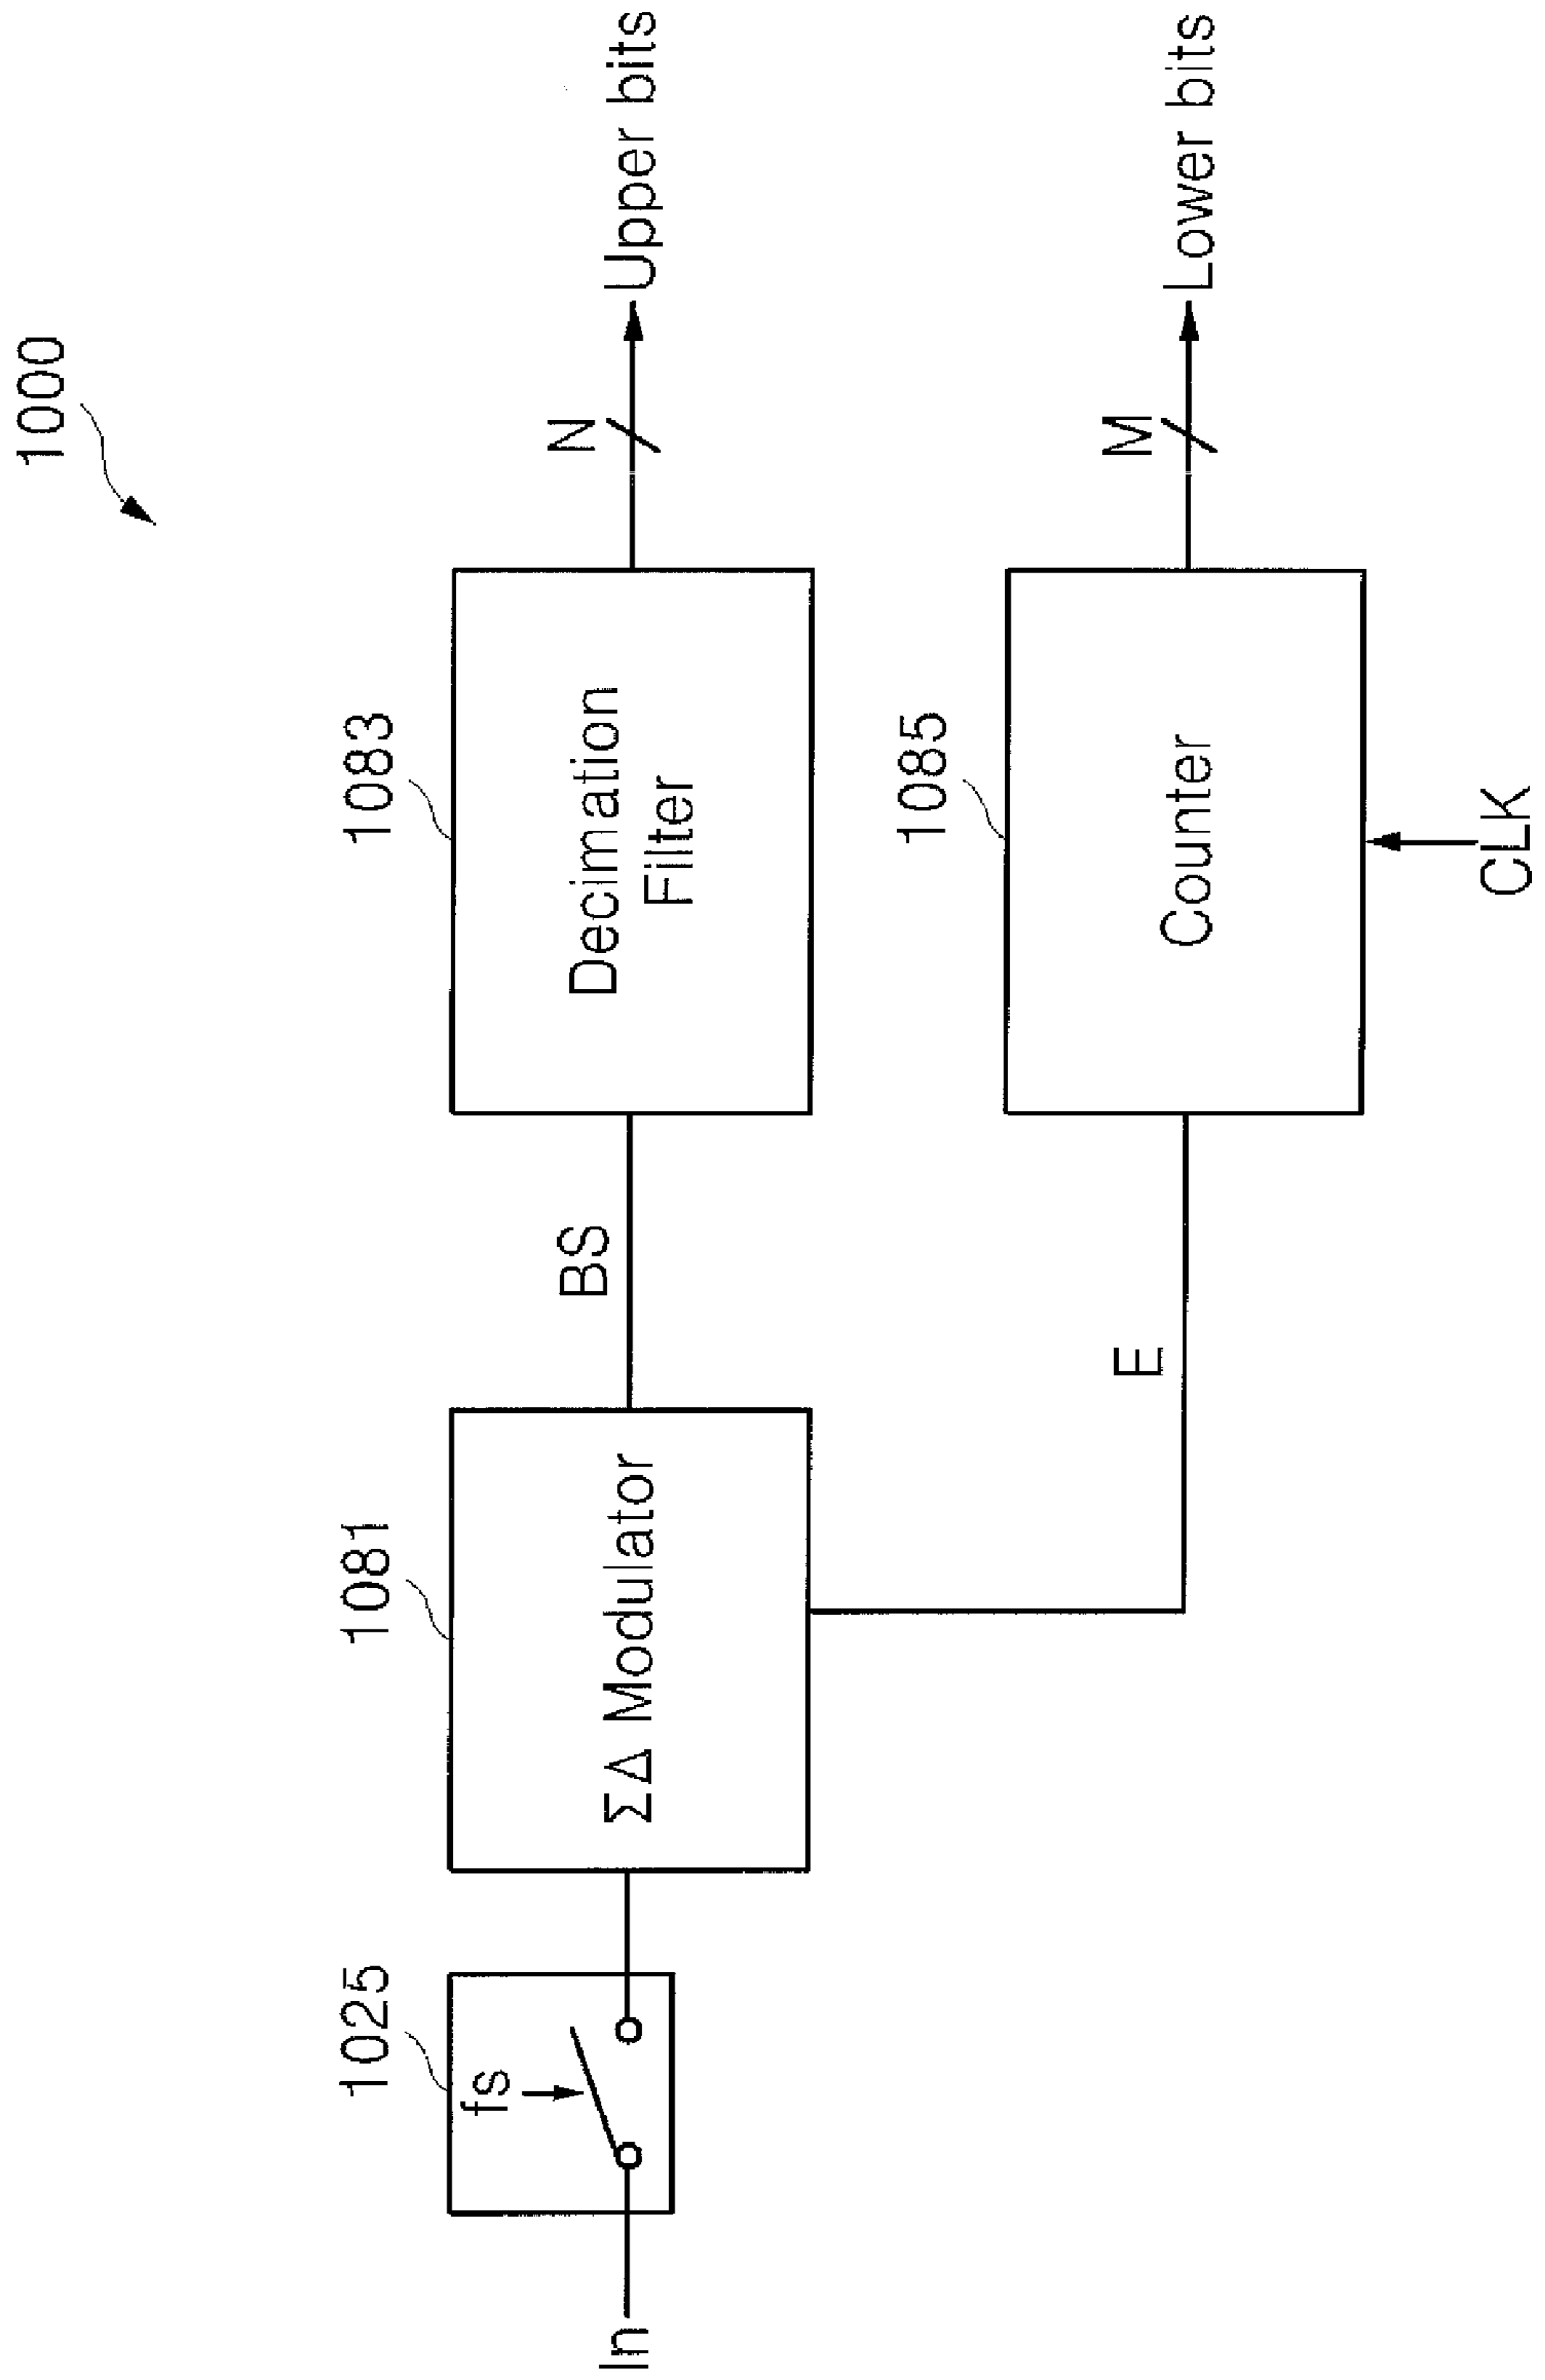 1000
1025
fs
In
1081
ΣΔ Modulator
BS
E
1083
Decimation
Filter
N
Upper bits
1085
Counter
CLK
M
Lower bits